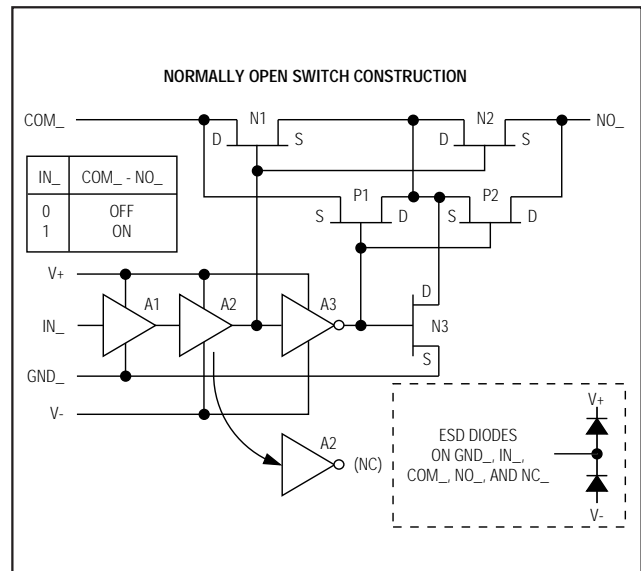 NORMALLY OPEN SWITCH CONSTRUCTION
COM_
N1
N2
NO_
D
S
D
S
IN_ COM_ - NO_
0 OFF
1 ON
P1
P2
S
D
S
D
V+
A1
A2
A3
D
N3
IN_
S
GND_
V-
A2
(NC)
V+
ESD DIODES
ON GND_, IN_,
COM_, NO_, AND NC_
V-